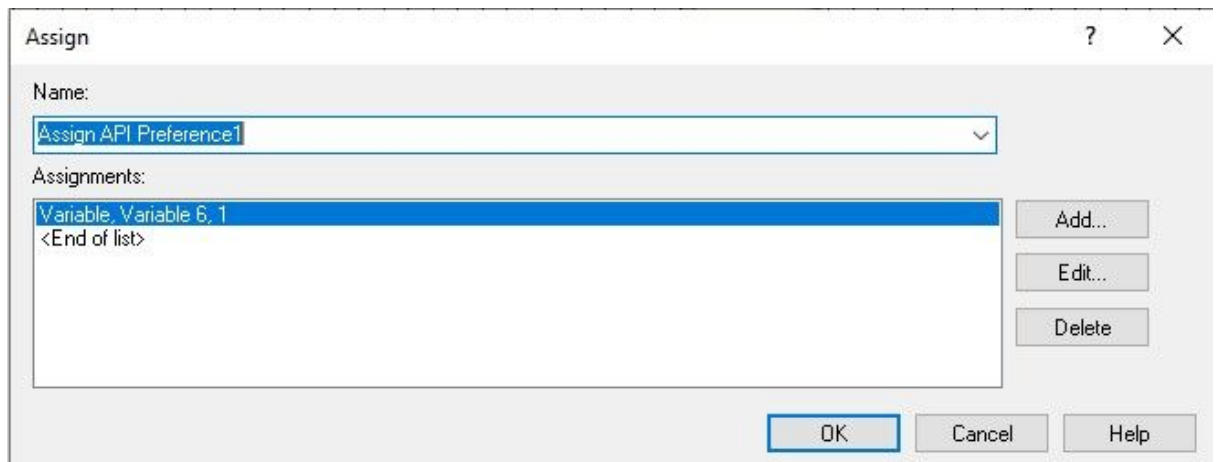 Assign
?
Name:
Assign API Preference1
Assignments:
Variable, Variable 6, 1
<End of list>
Add...
Edit...
Delete
OK
Cancel
Help